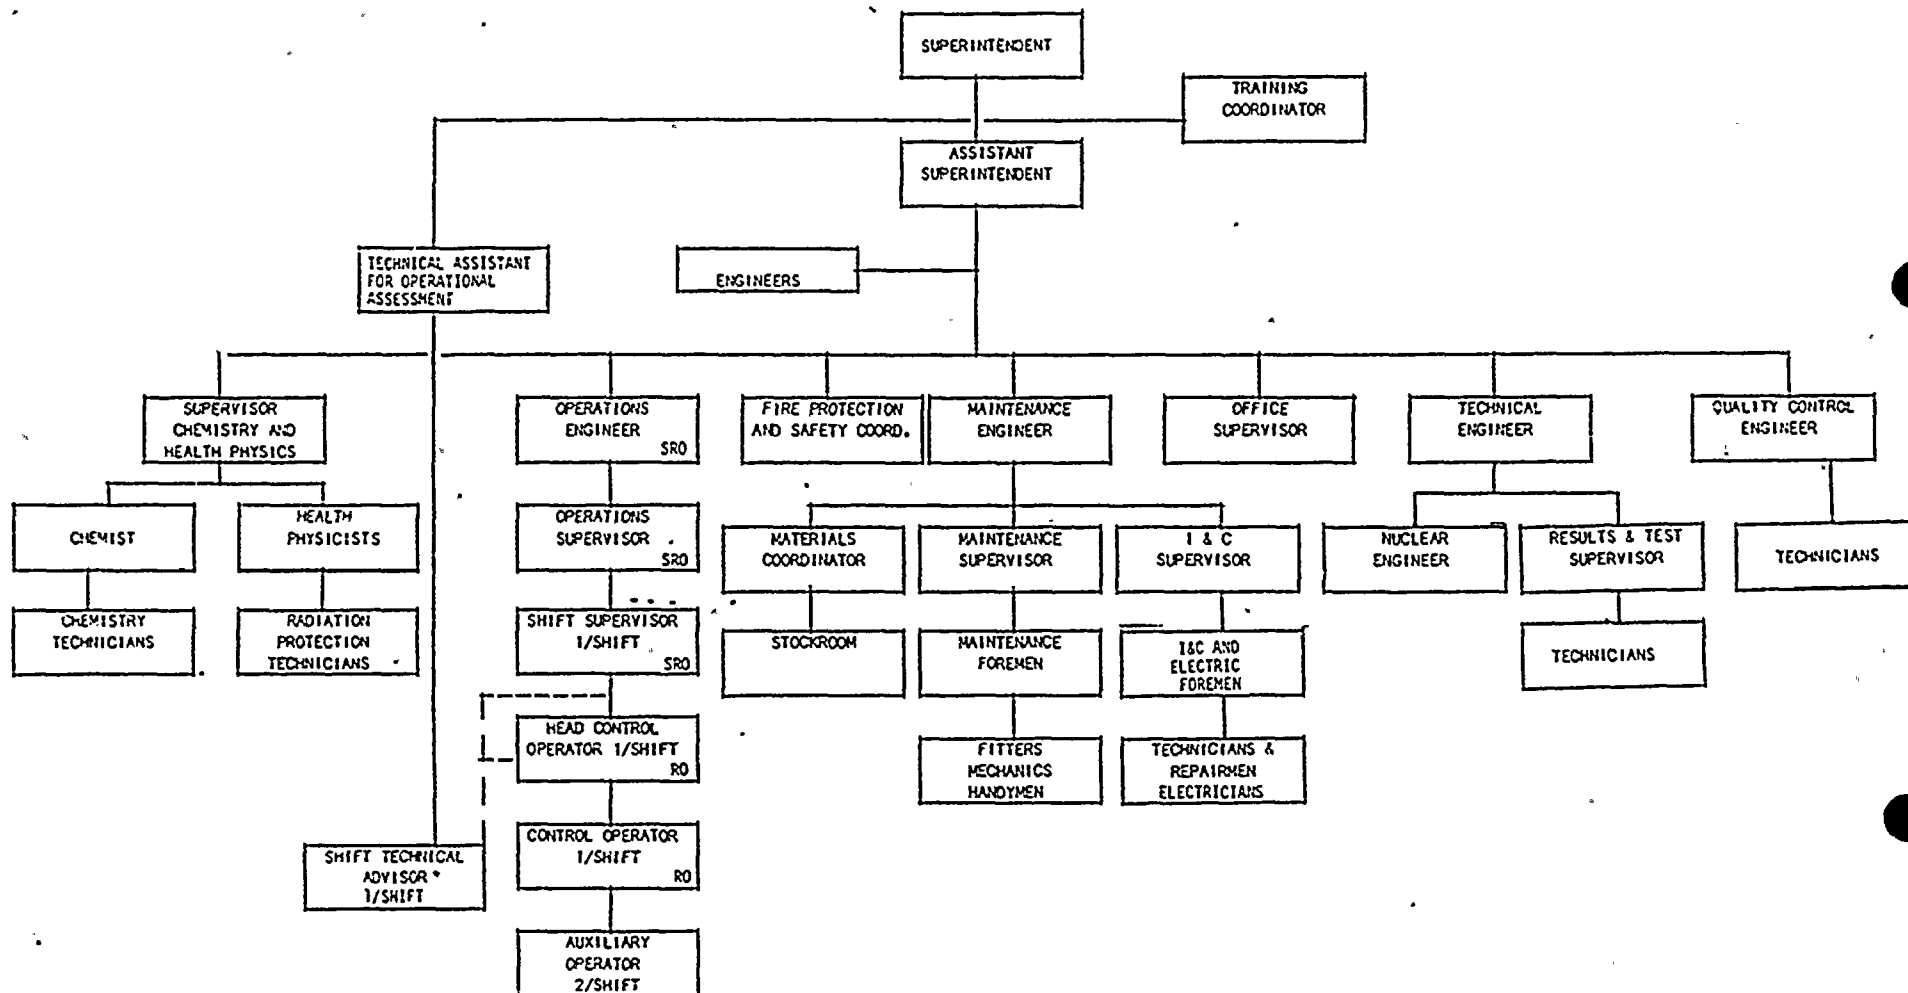 SUPERINTENDENT
TRAINING
COORDINATOR
ASSISTANT
SUPERINTENDENT
TECHNICAL ASSISTANT
FOR OPERATIONAL
ASSESSMENT
ENGINEERS
SUPERVISOR
CHEMISTRY AND
HEALTH PHYSICS
OPERATIONS
ENGINEER
SRO
FIRE PROTECTION
AND SAFETY COORD.
MAINTENANCE
ENGINEER
OFFICE
SUPERVISOR
TECHNICAL
ENGINEER
QUALITY CONTROL
ENGINEER
CHEMIST
HEALTH
PHYSICISTS
OPERATIONS
SUPERVISOR
SRO
MATERIALS
COORDINATOR
MAINTENANCE
SUPERVISOR
I & C
SUPERVISOR
NUCLEAR
ENGINEER
RESULTS & TEST
SUPERVISOR
TECHNICIANS
CHEMISTRY
TECHNICIANS
RADIATION
PROTECTION
TECHNICIANS
SHIFT SUPERVISOR
1/SHIFT
SRO
STOCKROOM
MAINTENANCE
FOREMEN
I&C AND
ELECTRIC
FOREMEN
TECHNICIANS
HEAD CONTROL
OPERATOR 1/SHIFT
RO
FITTERS
MECHANICS
HANDYMEN
TECHNICIANS &
REPAIRMEN
ELECTRICIANS
CONTROL OPERATOR
1/SHIFT
RO
SHIFT TECHNICAL
ADVISOR*
1/SHIFT
AUXILIARY
OPERATOR
2/SHIFT